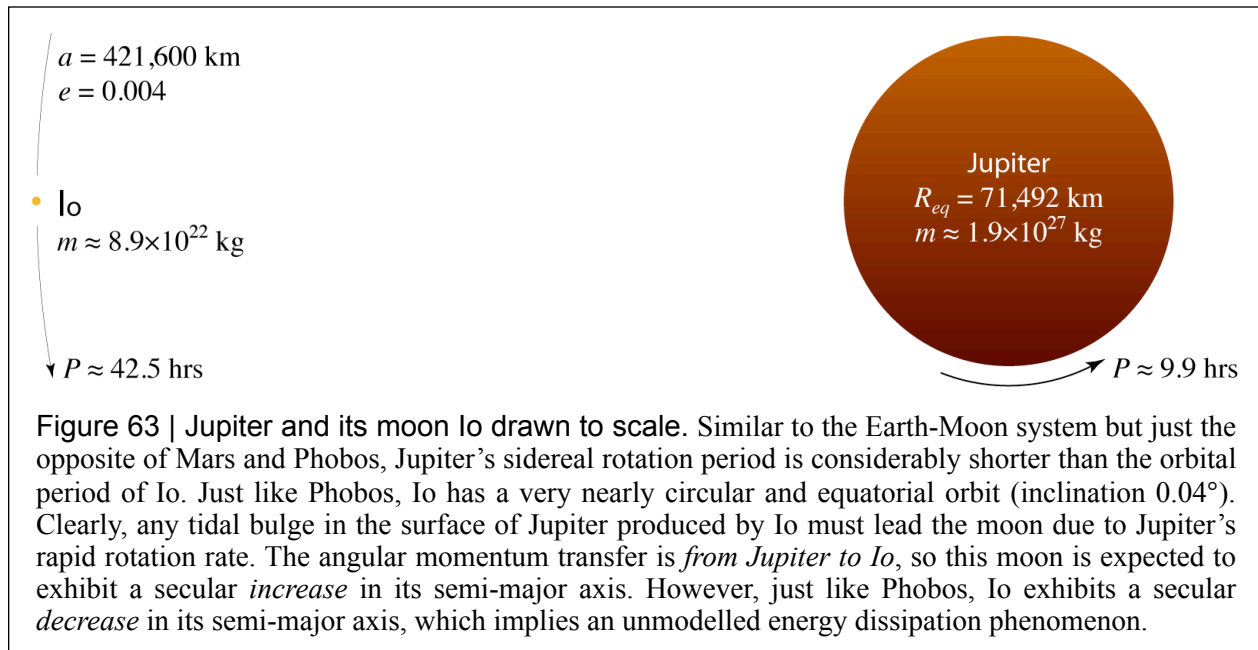 a = 421,600 km
e = 0.004
Io
m ≈ 8.9×10²² kg
P ≈ 42.5 hrs
Jupiter
R_eq = 71,492 km
m ≈ 1.9×10²⁷ kg
P ≈ 9.9 hrs
Figure 63 | Jupiter and its moon Io drawn to scale. Similar to the Earth-Moon system but just the
opposite of Mars and Phobos, Jupiter’s sidereal rotation period is considerably shorter than the orbital
period of Io. Just like Phobos, Io has a very nearly circular and equatorial orbit (inclination 0.04°).
Clearly, any tidal bulge in the surface of Jupiter produced by Io must lead the moon due to Jupiter’s
rapid rotation rate. The angular momentum transfer is from Jupiter to Io, so this moon is expected to
exhibit a secular increase in its semi-major axis. However, just like Phobos, Io exhibits a secular
decrease in its semi-major axis, which implies an unmodelled energy dissipation phenomenon.